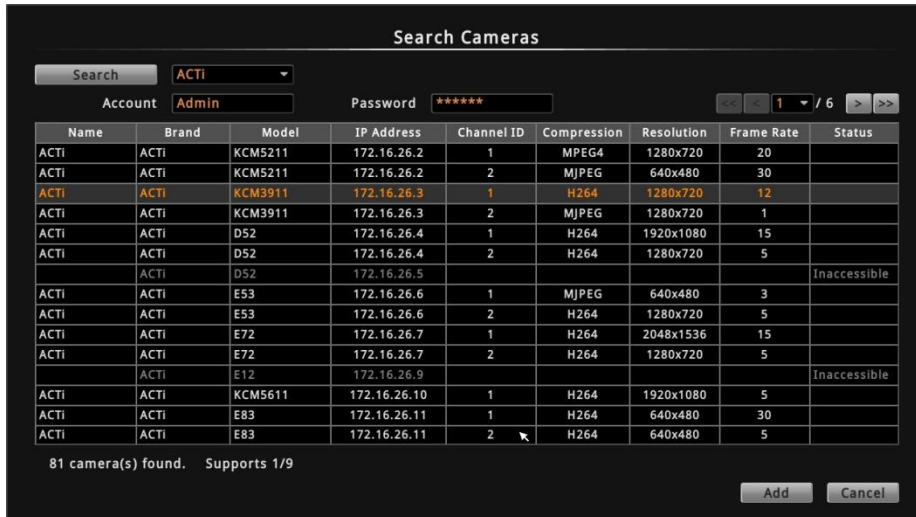 Search Cameras
Search ACTi
Account Admin Password ****** << < 1 / 6 > >>
Name Brand Model IP Address Channel ID Compression Resolution Frame Rate Status
ACTi ACTi KCM5211 172.16.26.2 1 MPEG4 1280x720 20
ACTi ACTi KCM5211 172.16.26.2 2 MJPEG 640x480 30
ACTi ACTi KCM3911 172.16.26.3 1 H264 1280x720 12
ACTi ACTi KCM3911 172.16.26.3 2 MJPEG 1280x720 1
ACTi ACTi D52 172.16.26.4 1 H264 1920x1080 15
ACTi ACTi D52 172.16.26.4 2 H264 1280x720 5
ACTi D52 172.16.26.5 Inaccessible
ACTi ACTi E53 172.16.26.6 1 MJPEG 640x480 3
ACTi ACTi E53 172.16.26.6 2 H264 1280x720 5
ACTi ACTi E72 172.16.26.7 1 H264 2048x1536 15
ACTi ACTi E72 172.16.26.7 2 H264 1280x720 5
ACTi E12 172.16.26.9 Inaccessible
ACTi ACTi KCM5611 172.16.26.10 1 H264 1920x1080 5
ACTi ACTi E83 172.16.26.11 1 H264 640x480 30
ACTi ACTi E83 172.16.26.11 2 H264 640x480 5
81 camera(s) found. Supports 1/9
Add Cancel